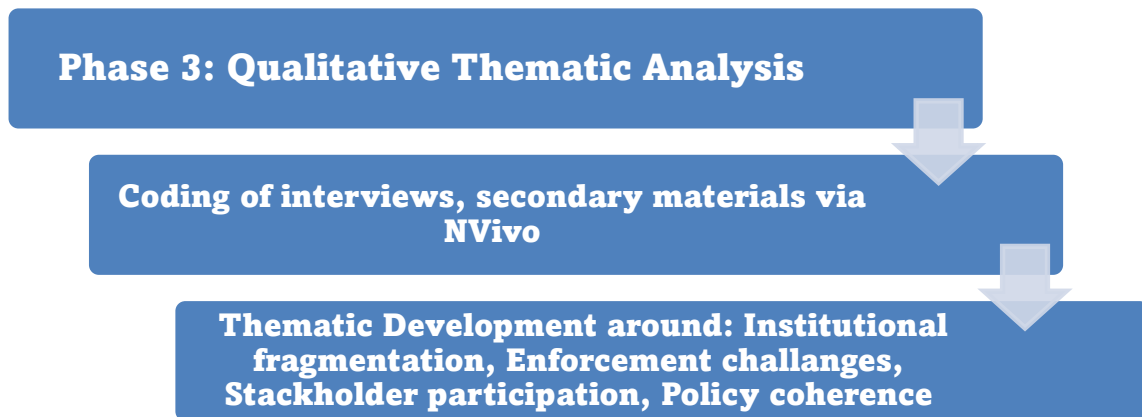 Phase 3: Qualitative Thematic Analysis
Coding of interviews, secondary materials via
NVivo
Thematic Development around: Institutional
fragmentation, Enforcement challanges,
Stackholder participation, Policy coherence